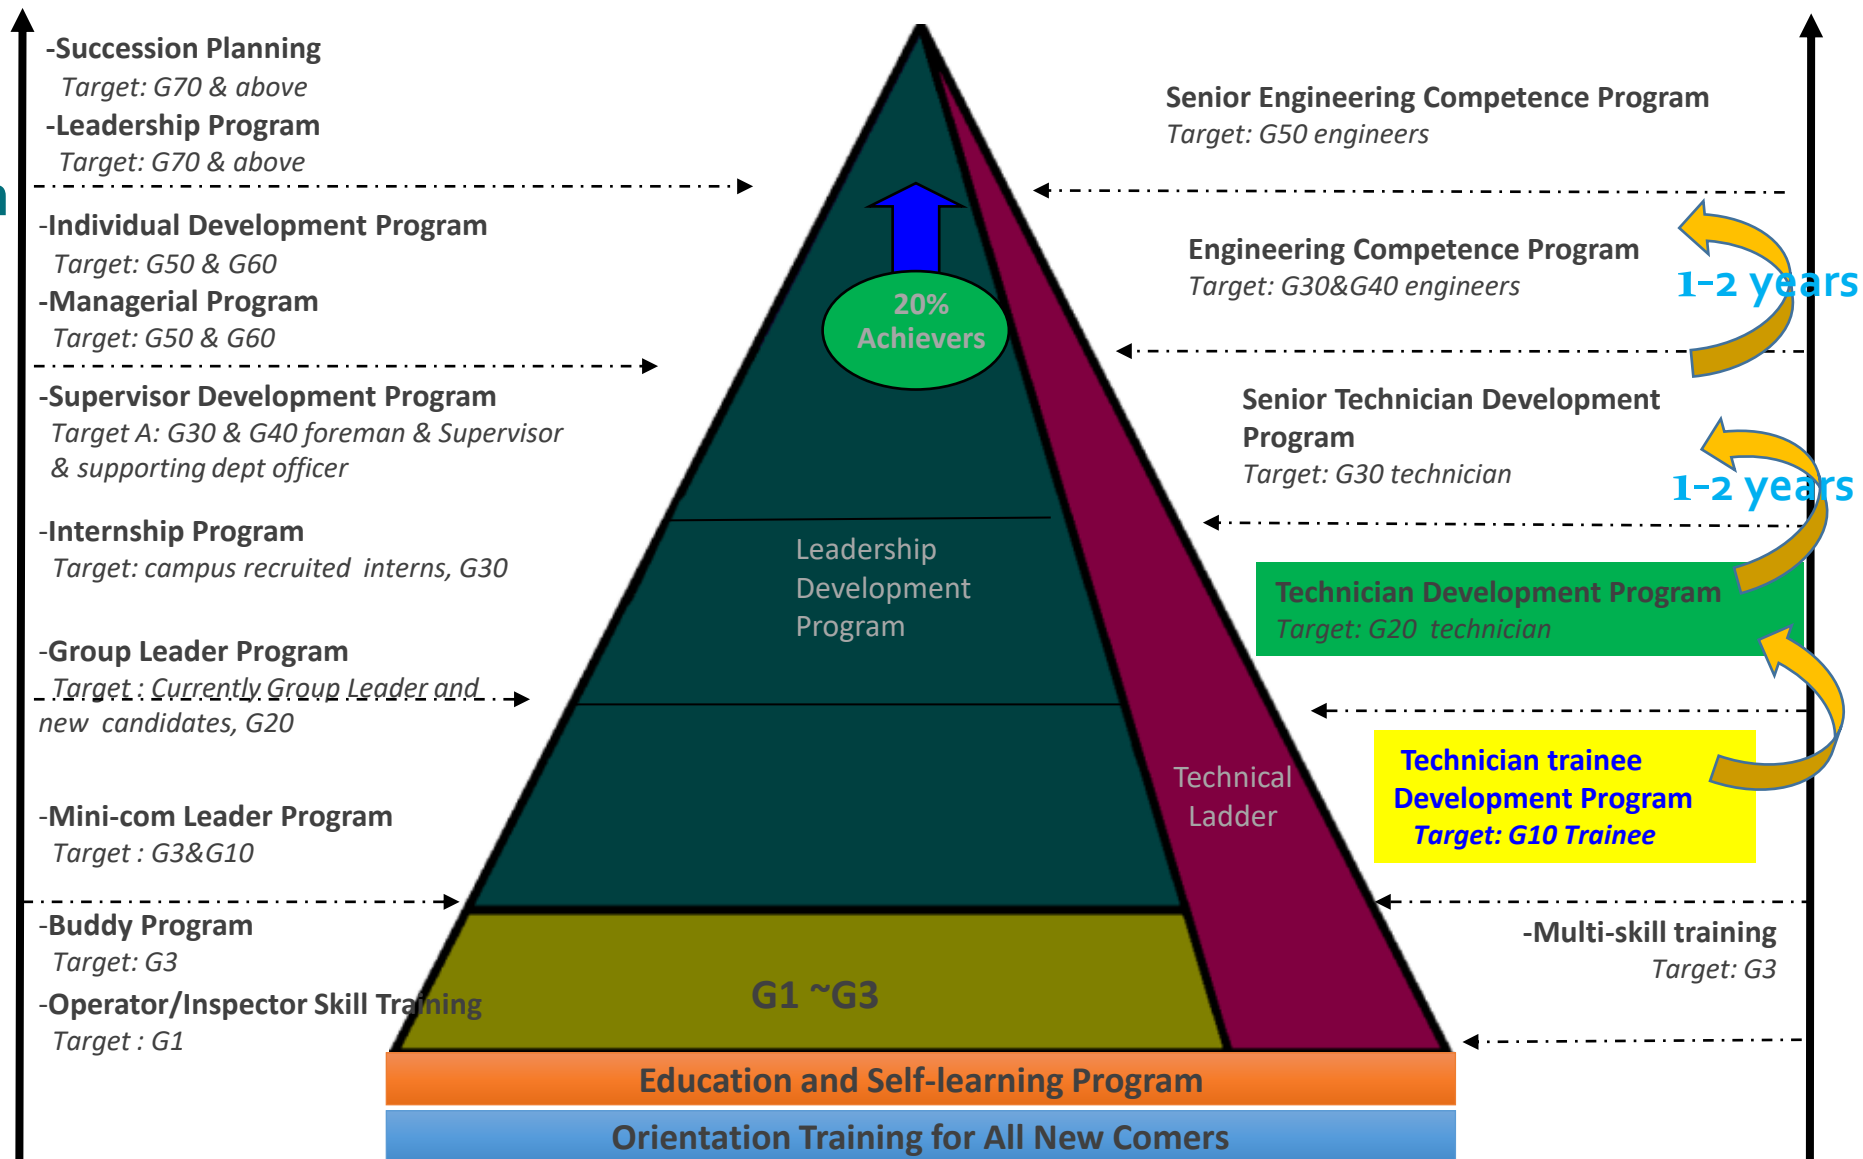 -Succession Planning
Target: G70 & above
-Leadership Program
Target: G70 & above
-Individual Development Program
Target: G50 & G60
-Managerial Program
Target: G50 & G60
-Supervisor Development Program
Target A: G30 & G40 foreman & Supervisor
& supporting dept officer
-Internship Program
Target: campus recruited interns, G30
-Group Leader Program
Target : Currently Group Leader and
new candidates, G20
-Mini-com Leader Program
Target : G3&G10
-Buddy Program
Target: G3
-Operator/Inspector Skill Training
Target : G1
20%
Achievers
Leadership
Development
Program
Technical
Ladder
G1 ~G3
Education and Self-learning Program
Orientation Training for All New Comers
Senior Engineering Competence Program
Target: G50 engineers
Engineering Competence Program
Target: G30&G40 engineers
1-2 years
Senior Technician Development
Program
Target: G30 technician
1-2 years
Technician Development Program
Target: G20 technician
Technician trainee
Development Program
Target: G10 Trainee
-Multi-skill training
Target: G3